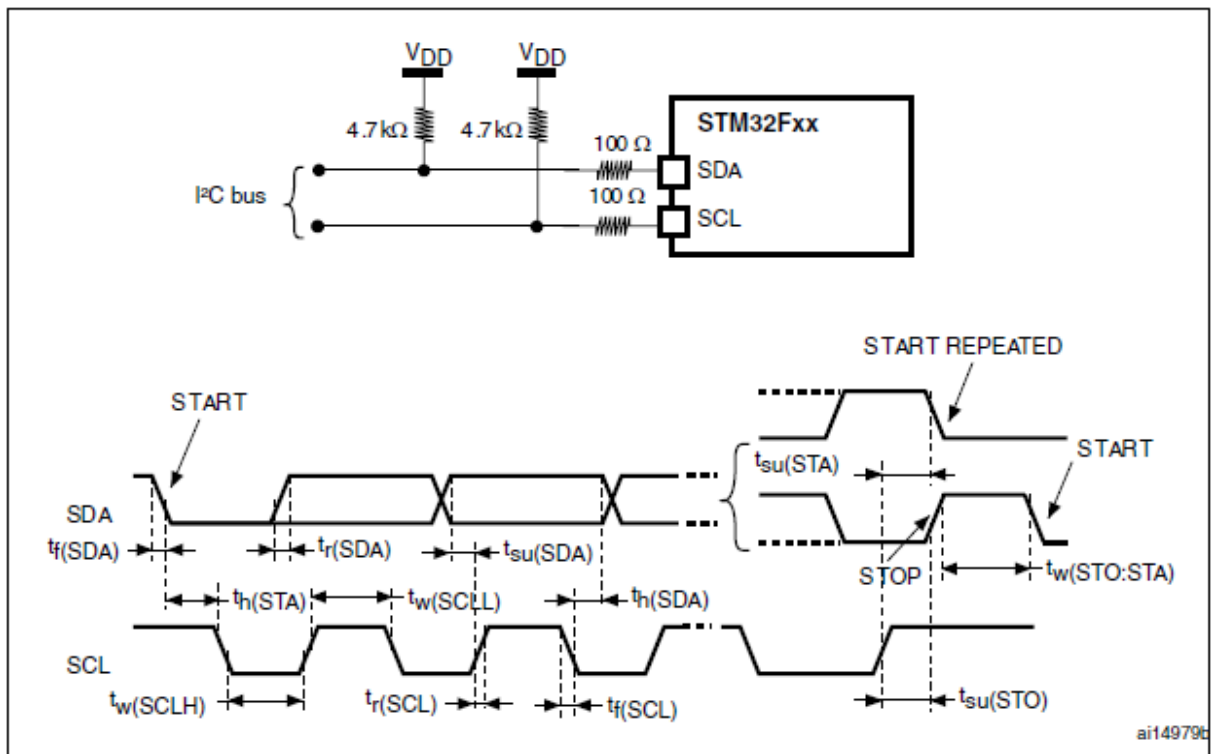 VDD VDD
STM32Fxx
4.7kΩ 4.7kΩ
100 Ω
SDA
I²C bus
100 Ω
SCL
START REPEATED
START
tsu(STA)
START
SDA
tf(SDA)
tr(SDA)
tsu(SDA)
STOP
tw(STO:STA)
th(STA)
tw(SCLL)
th(SDA)
SCL
tw(SCLH)
tr(SCL)
tf(SCL)
tsu(STO)
ai14979b